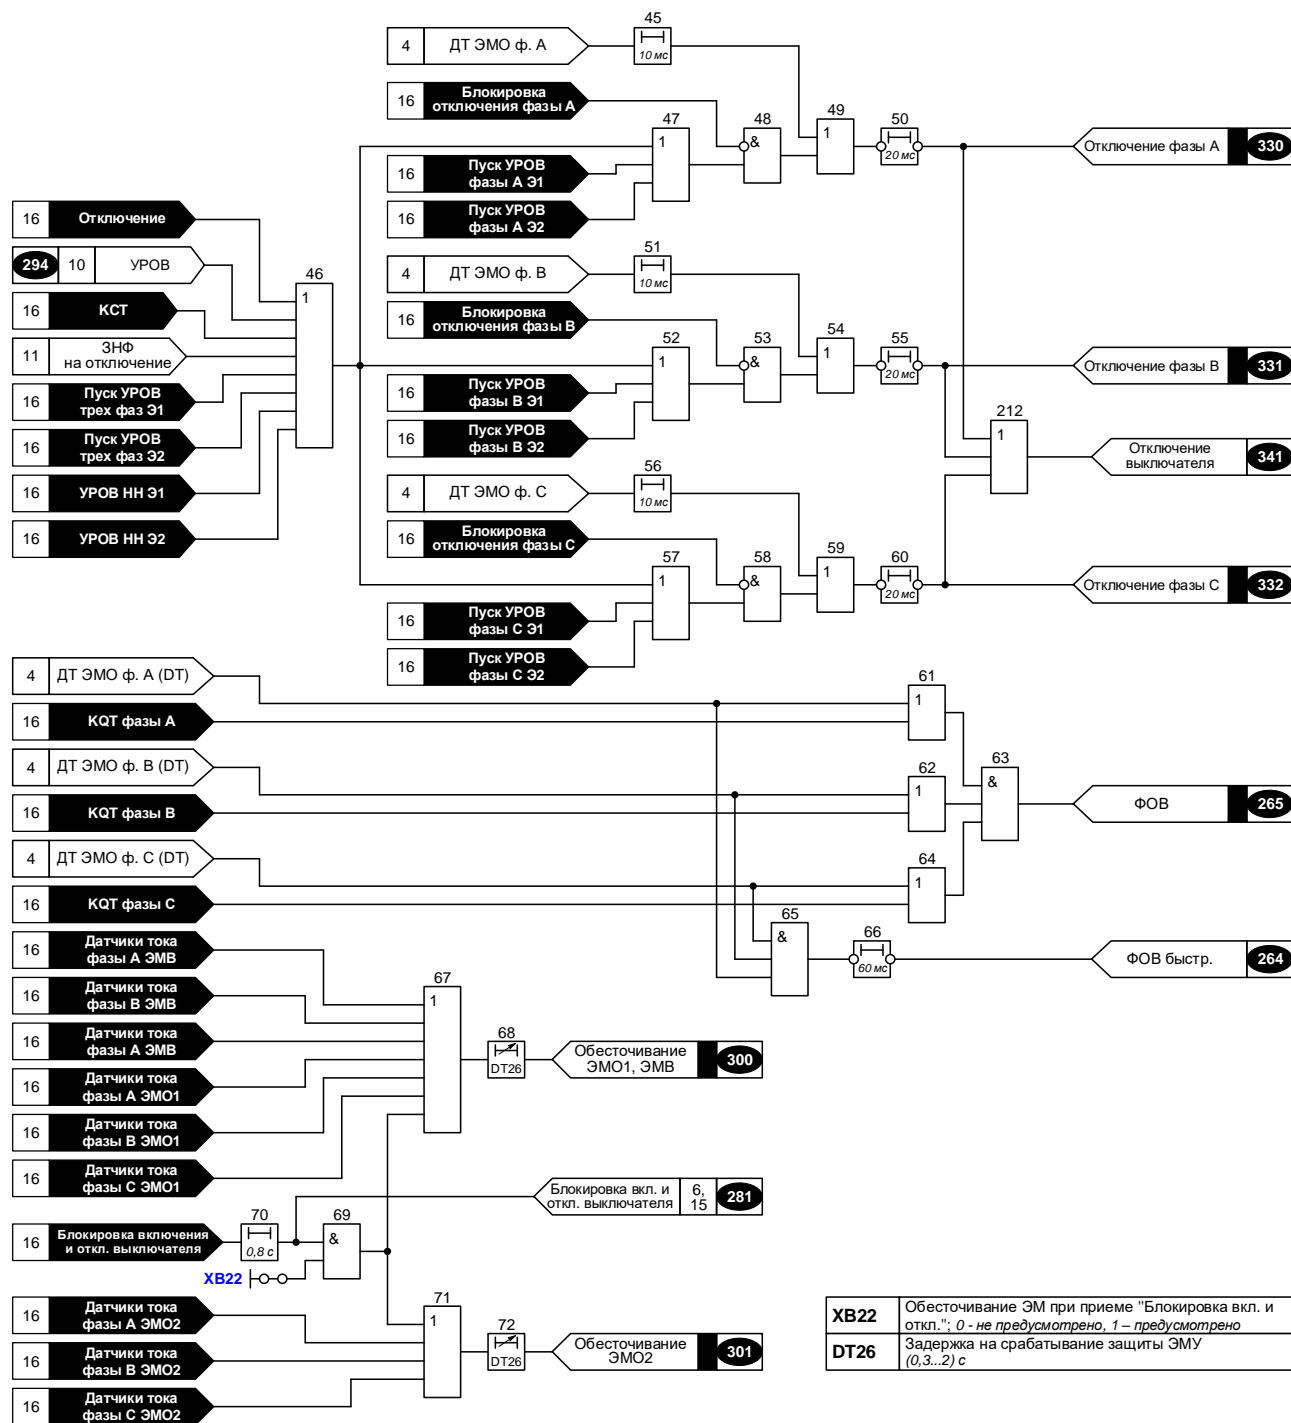 45
4 ДТ ЭМО ф. А
10 мс
16 Блокировка
отключения фазы А
47
48
49
50
1
&
1
20 мс
Отключение фазы А 330
16 Пуск УРОВ
фазы А Э1
16 Пуск УРОВ
фазы А Э2
16 Отключение
294 10 УРОВ
46
1
16 КСТ
11 ЗНФ
на отключение
16 Пуск УРОВ
трех фаз Э1
16 Пуск УРОВ
трех фаз Э2
16 УРОВ НН Э1
16 УРОВ НН Э2
51
4 ДТ ЭМО ф. В
10 мс
16 Блокировка
отключения фазы В
52
53
54
55
1
&
1
20 мс
Отключение фазы В 331
16 Пуск УРОВ
фазы В Э1
16 Пуск УРОВ
фазы В Э2
212
1
Отключение
выключателя 341
56
4 ДТ ЭМО ф. С
10 мс
16 Блокировка
отключения фазы С
57
58
59
60
1
&
1
20 мс
Отключение фазы С 332
16 Пуск УРОВ
фазы С Э1
16 Пуск УРОВ
фазы С Э2
4 ДТ ЭМО ф. А (DT)
61
1
16 KQT фазы А
4 ДТ ЭМО ф. В (DT)
62
1
63
&
ФОВ 265
16 KQT фазы В
4 ДТ ЭМО ф. С (DT)
64
1
16 KQT фазы С
65
&
66
60 мс
ФОВ быстр. 264
16 Датчики тока
фазы А ЭМВ
67
1
16 Датчики тока
фазы В ЭМВ
16 Датчики тока
фазы А ЭМВ
68
DT26
Обесточивание
ЭМО1, ЭМВ 300
16 Датчики тока
фазы А ЭМО1
16 Датчики тока
фазы В ЭМО1
16 Датчики тока
фазы С ЭМО1
Блокировка вкл. и
откл. выключателя
6,
15
281
16 Блокировка включения
и откл. выключателя
70
0,8 с
69
&
XB22
16 Датчики тока
фазы А ЭМО2
71
1
72
DT26
Обесточивание
ЭМО2 301
16 Датчики тока
фазы В ЭМО2
16 Датчики тока
фазы С ЭМО2
XB22 Обесточивание ЭМ при приеме "Блокировка вкл. и
откл."; 0 - не предусмотрено, 1 – предусмотрено
DT26 Задержка на срабатывание защиты ЭМУ
(0,3...2) с